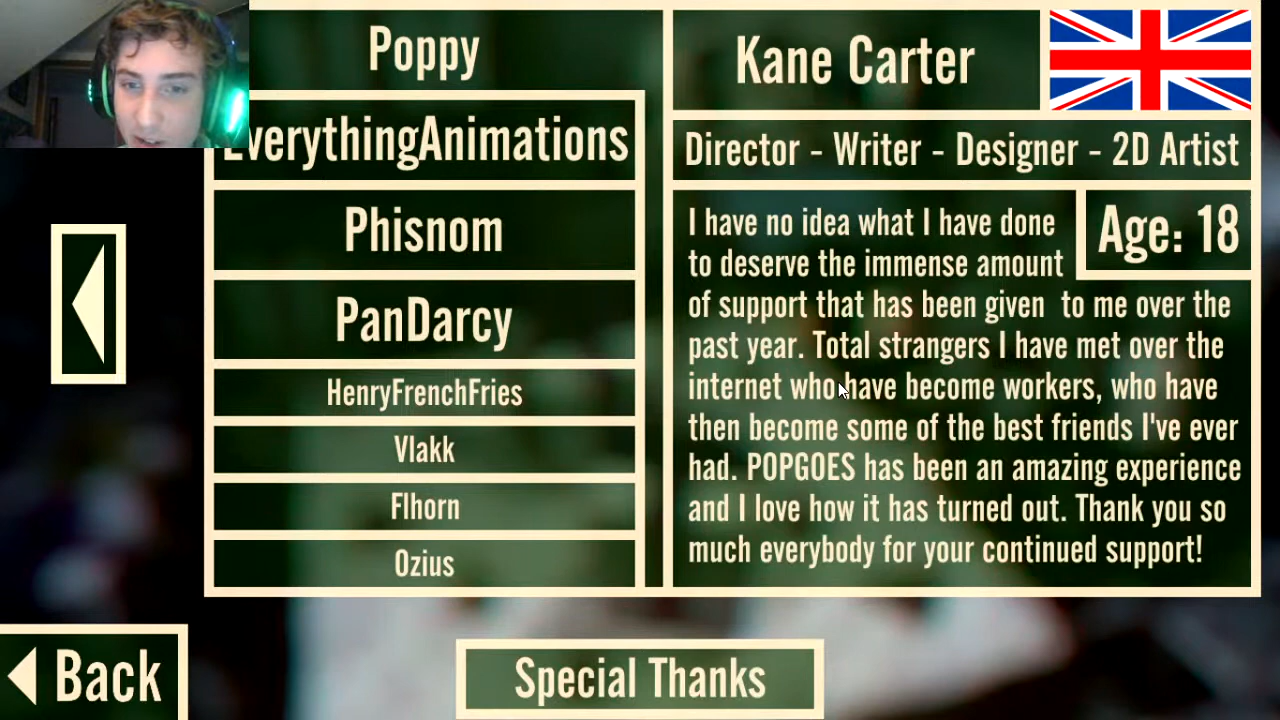 Poppy
EverythingAnimations
Phisnom
PanDarcy
HenryFrenchFries
Vlakk
Flhorn
Ozius
Kane Carter
Director - Writer - Designer - 2D Artist
Age: 18
I have no idea what I have done
to deserve the immense amount
of support that has been given to me over the
past year. Total strangers I have met over the
internet who have become workers, who have
then become some of the best friends I've ever
had. POPGOES has been an amazing experience
and I love how it has turned out. Thank you so
much everybody for your continued support!
Back
Special Thanks